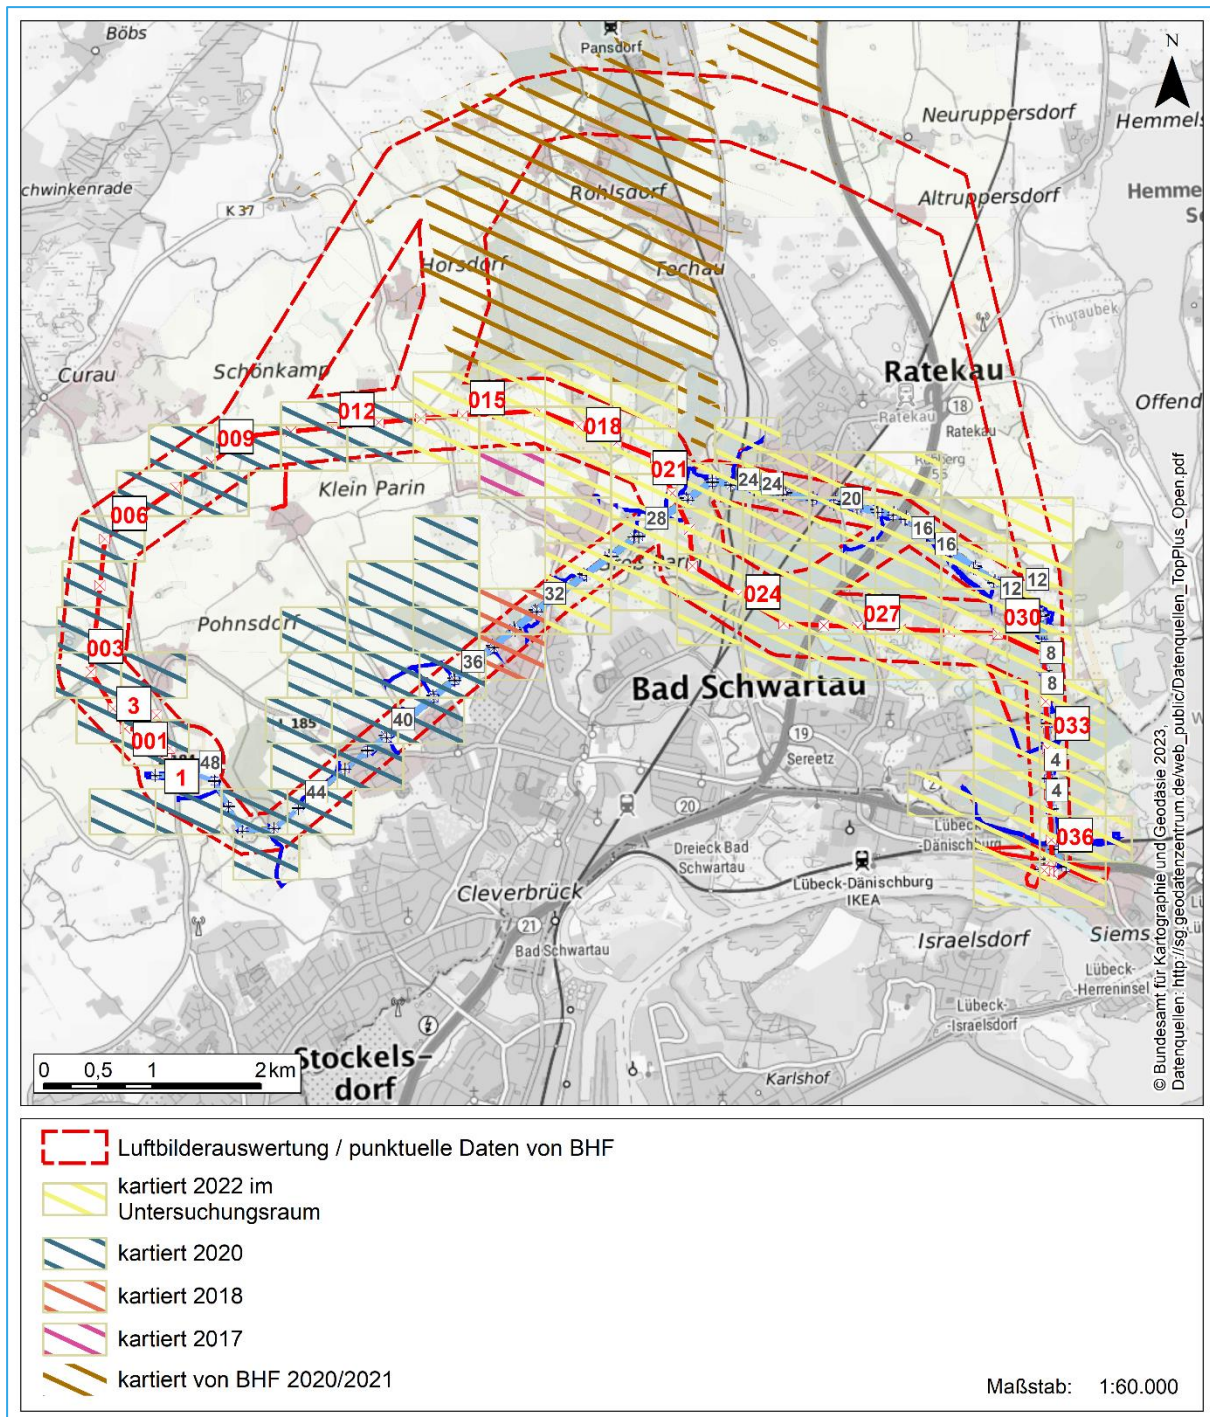 Böbs
Pansdorf
N
Neuruppersdorf
Hemmels
chwinkenrade
Rohlsdorf
Altruppersdorf
Hemme
Se
K 37
Horsdorf
Techau
Thuraubek
Curau
Schönkamp
Ratekau
Offend
012
015
Ratekau
18
Ratekau
009
018
021
Klein Parin
24
24
20
006
28
16
16
12
12
32
024
027
030
Pohnsdorf
003
36
8
8
Bad Schwartau
3
L 185
40
033
001
19
48
Sereetz
1
4
44
4
20
Lübeck
-Dänischburg
036
Dreieck Bad
Schwartau
Lübeck-Dänischburg
IKEA
Cleverbrück
21
Bad Schwartau
Israelsdorf
Siems
Lübeck-
-Herreninsel
Lübeck-
-Israelsdorf
Stockels-
dorf
Karlshof
0 0,5 1 2 km
© Bundesamt für Kartographie und Geodäsie 2023,
Datenquellen: http://sg.geodatenzentrum.de/web_public/Datenquellen_TopPlus_Open.pdf
Luftbilderauswertung / punktuelle Daten von BHF
kartiert 2022 im
Untersuchungsraum
kartiert 2020
kartiert 2018
kartiert 2017
kartiert von BHF 2020/2021
Maßstab: 1:60.000